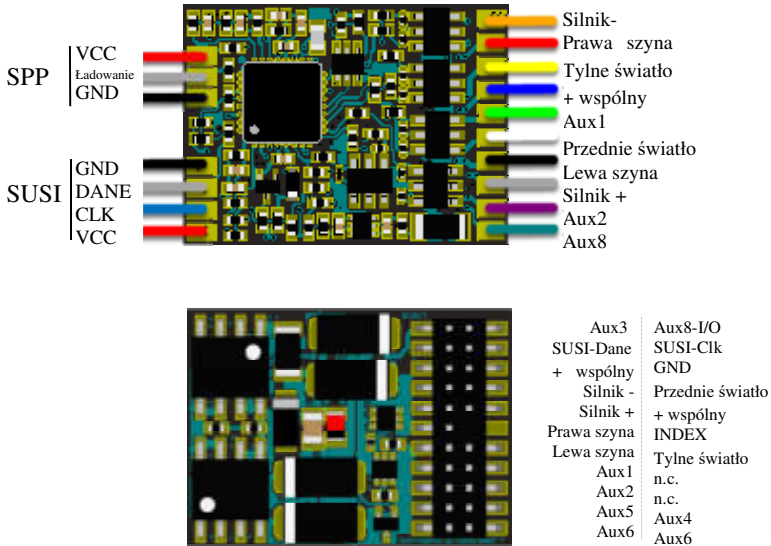 SPP
VCC
Ładowanie
GND
SUSI
GND
DANE
CLK
VCC
Silnik-
Prawa szyna
Tylne światło
+ wspólny
Aux1
Przednie światło
Lewa szyna
Silnik +
Aux2
Aux8
Aux3 Aux8-I/O
SUSI-Dane SUSI-Clk
+ wspólny GND
Silnik - Przednie światło
Silnik + + wspólny
Prawa szyna INDEX
Lewa szyna Tylne światło
Aux1 n.c.
Aux2 n.c.
Aux5 Aux4
Aux6 Aux6